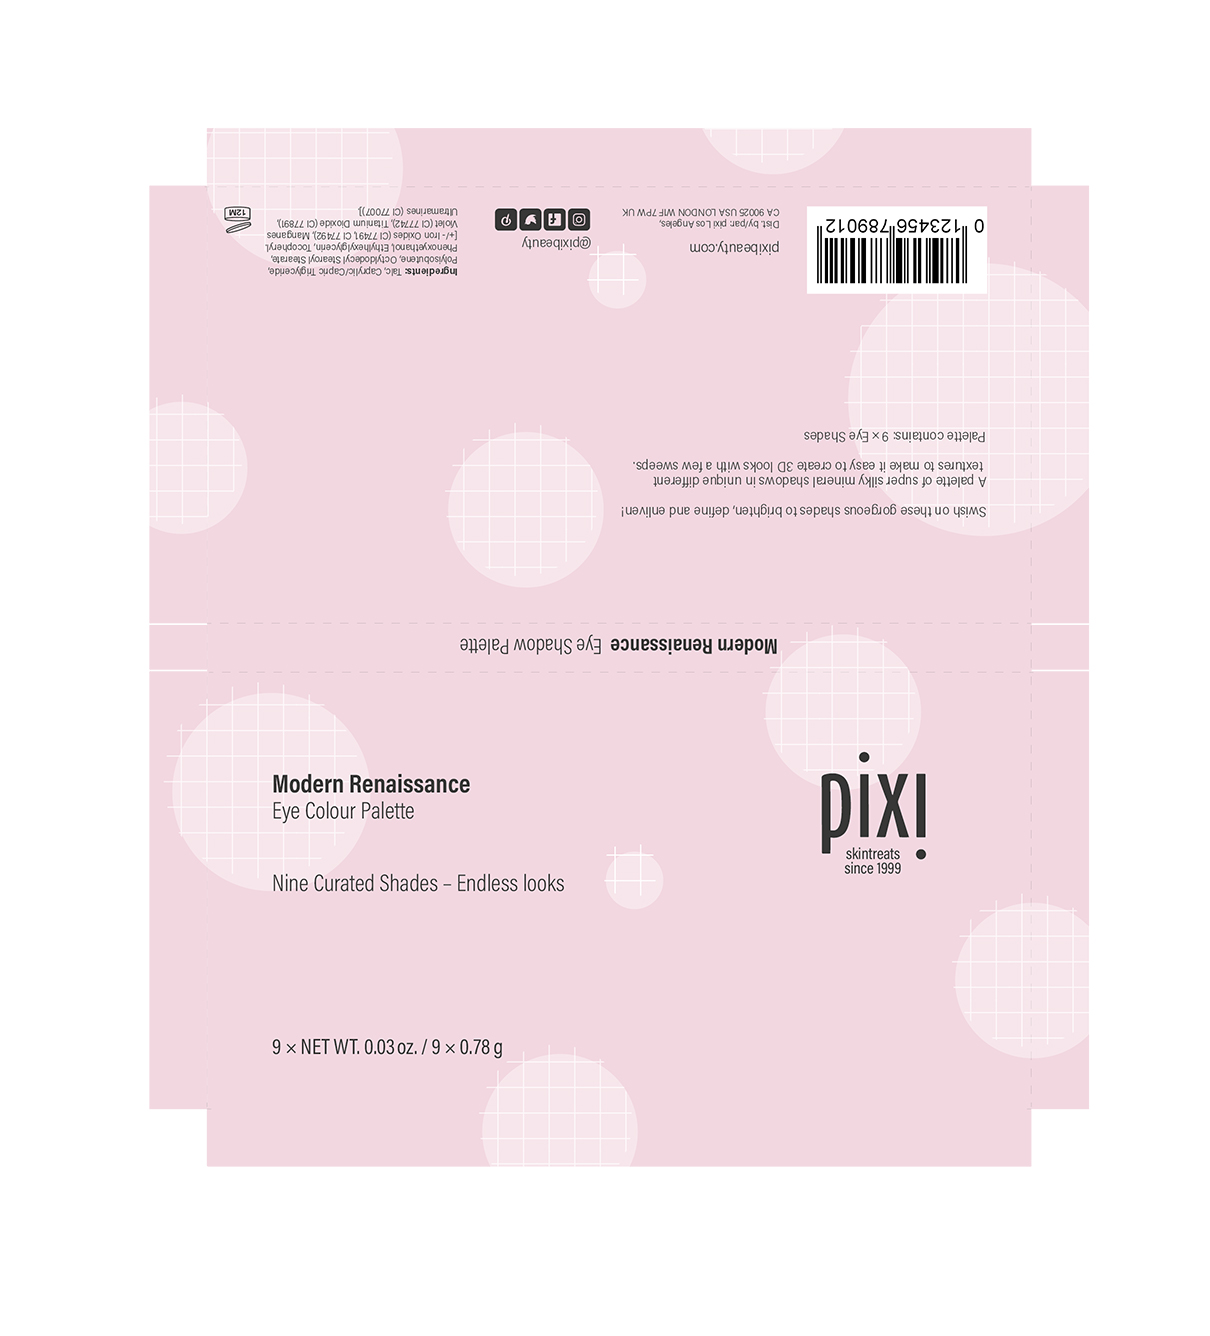 Modern Renaissance
Eye Colour Palette
Nine Curated Shades – Endless looks
9 × NET WT. 0.03 oz. / 9 × 0.78 g
pixi
skintreats
since 1999
Modern Renaissance Eye Shadow Palette
Swish on these gorgeous shades to brighten, define and enliven!
A palette of super silky mineral shadows in unique different
textures to make it easy to create 3D looks with a few sweeps.
Palette contains: 9 × Eye Shades
0 123456 789012
pixibeauty.com
Dist. by/par: pixi Los Angeles,
CA 90025 USA LONDON WIF 7PW UK
@pixibeauty
Ingredients: Talc, Caprylic/Capric Triglyceride,
Polyisobutene, Octyldodecyl Stearoyl Stearate,
Phenoxyethanol, Ethylhexylglycern, Tocopheryl.
[+/- Iron Oxides (CI 77491, CI 77492), Manganes
Violet (CI 77742), Titanium Dioxide (CI 77891),
Ultramarines (CI 77007)].
12M